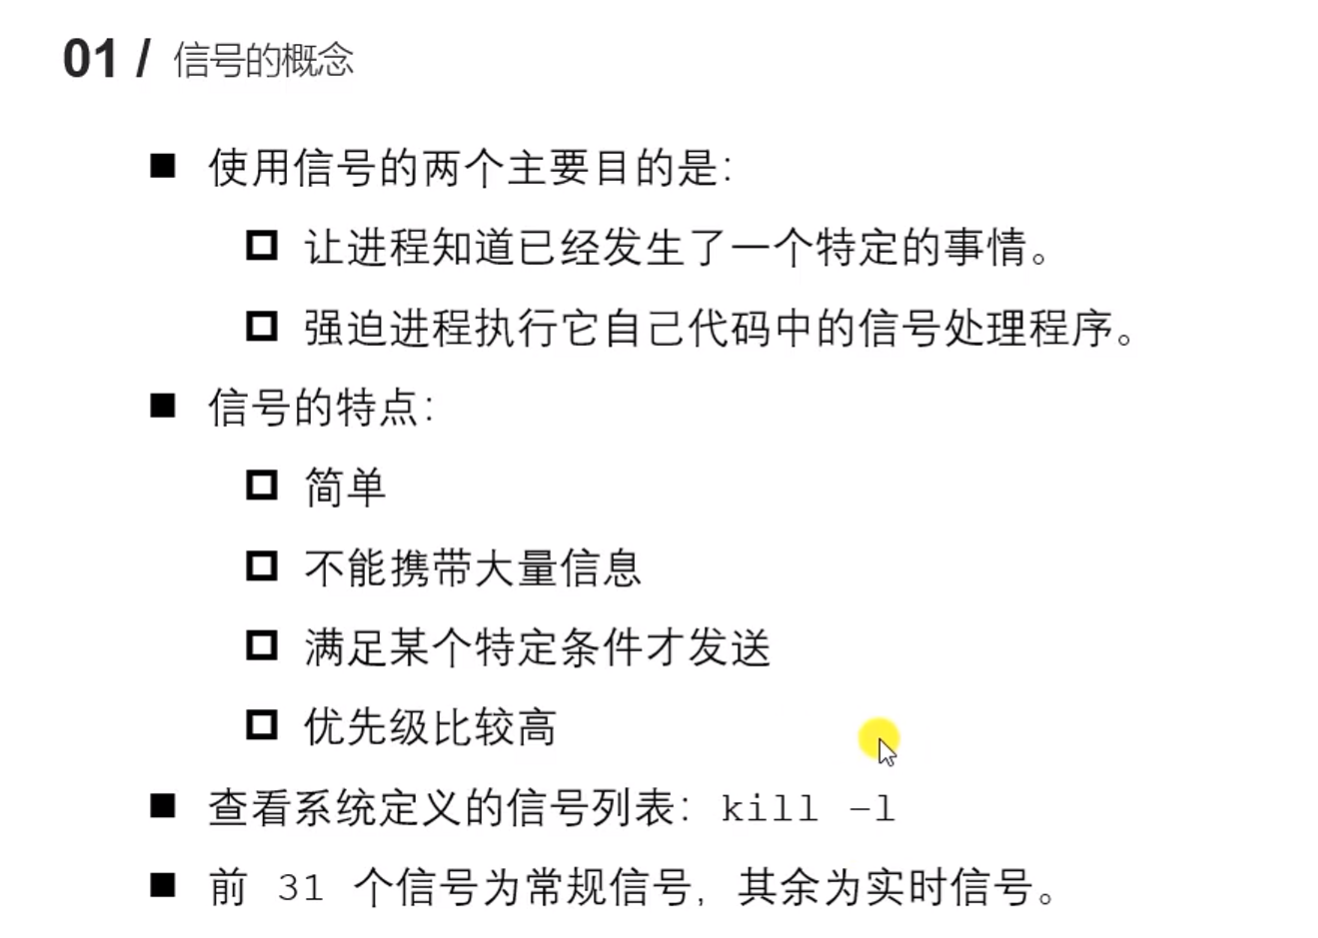 01 / 信号的概念
使用信号的两个主要目的是：
让进程知道已经发生了一个特定的事情。
强迫进程执行它自己代码中的信号处理程序。
信号的特点：
简单
不能携带大量信息
满足某个特定条件才发送
优先级比较高
查看系统定义的信号列表：kill –l
前 31 个信号为常规信号，其余为实时信号。